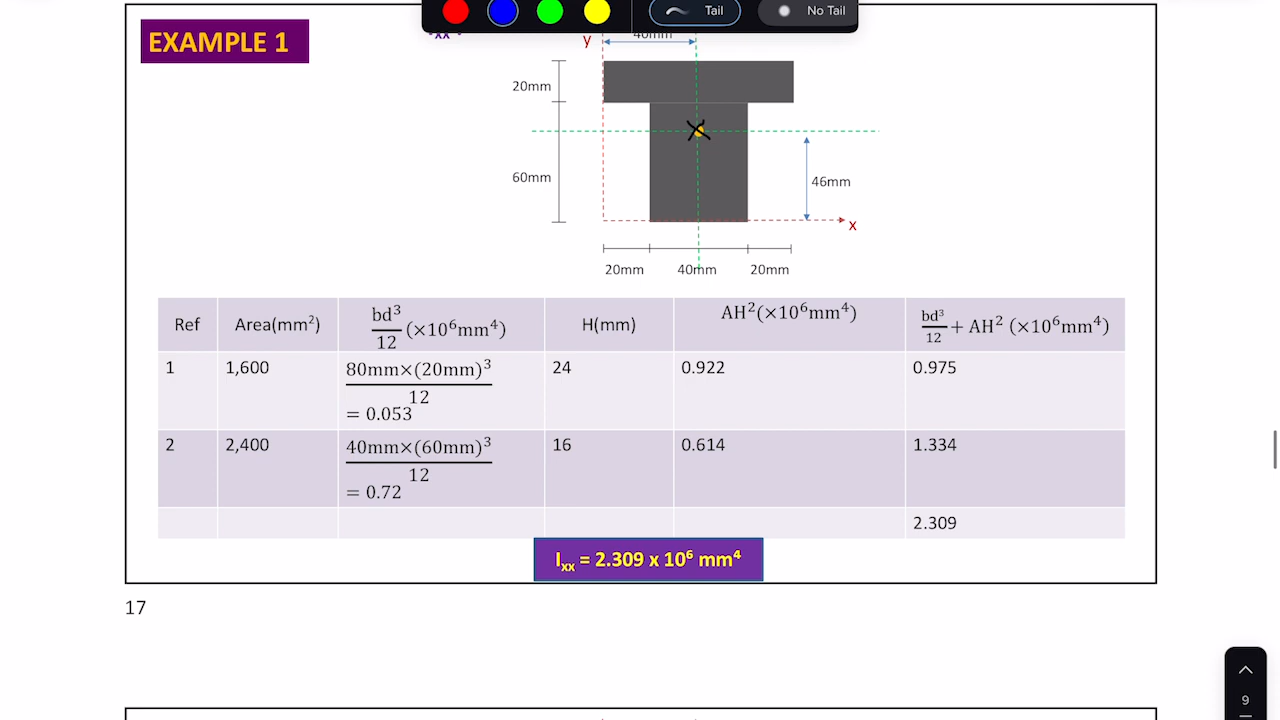 Tail
No Tail
EXAMPLE 1
y
20mm
60mm
46mm
x
20mm 40mm 20mm
Ref Area(mm²) bd³/12 (×10⁶mm⁴) H(mm) AH²(×10⁶mm⁴) bd³/12 + AH² (×10⁶mm⁴)
1 1,600 80mm×(20mm)³/12 = 0.053 24 0.922 0.975
2 2,400 40mm×(60mm)³/12 = 0.72 16 0.614 1.334
2.309
Ixx = 2.309 x 10⁶ mm⁴
17
9